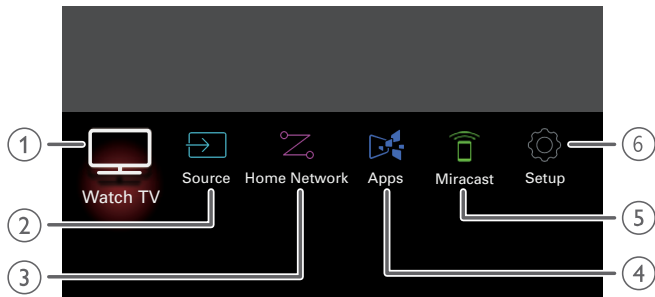 1
Watch TV
Source
Home Network
Apps
Miracast
Setup
6
2
5
3
4